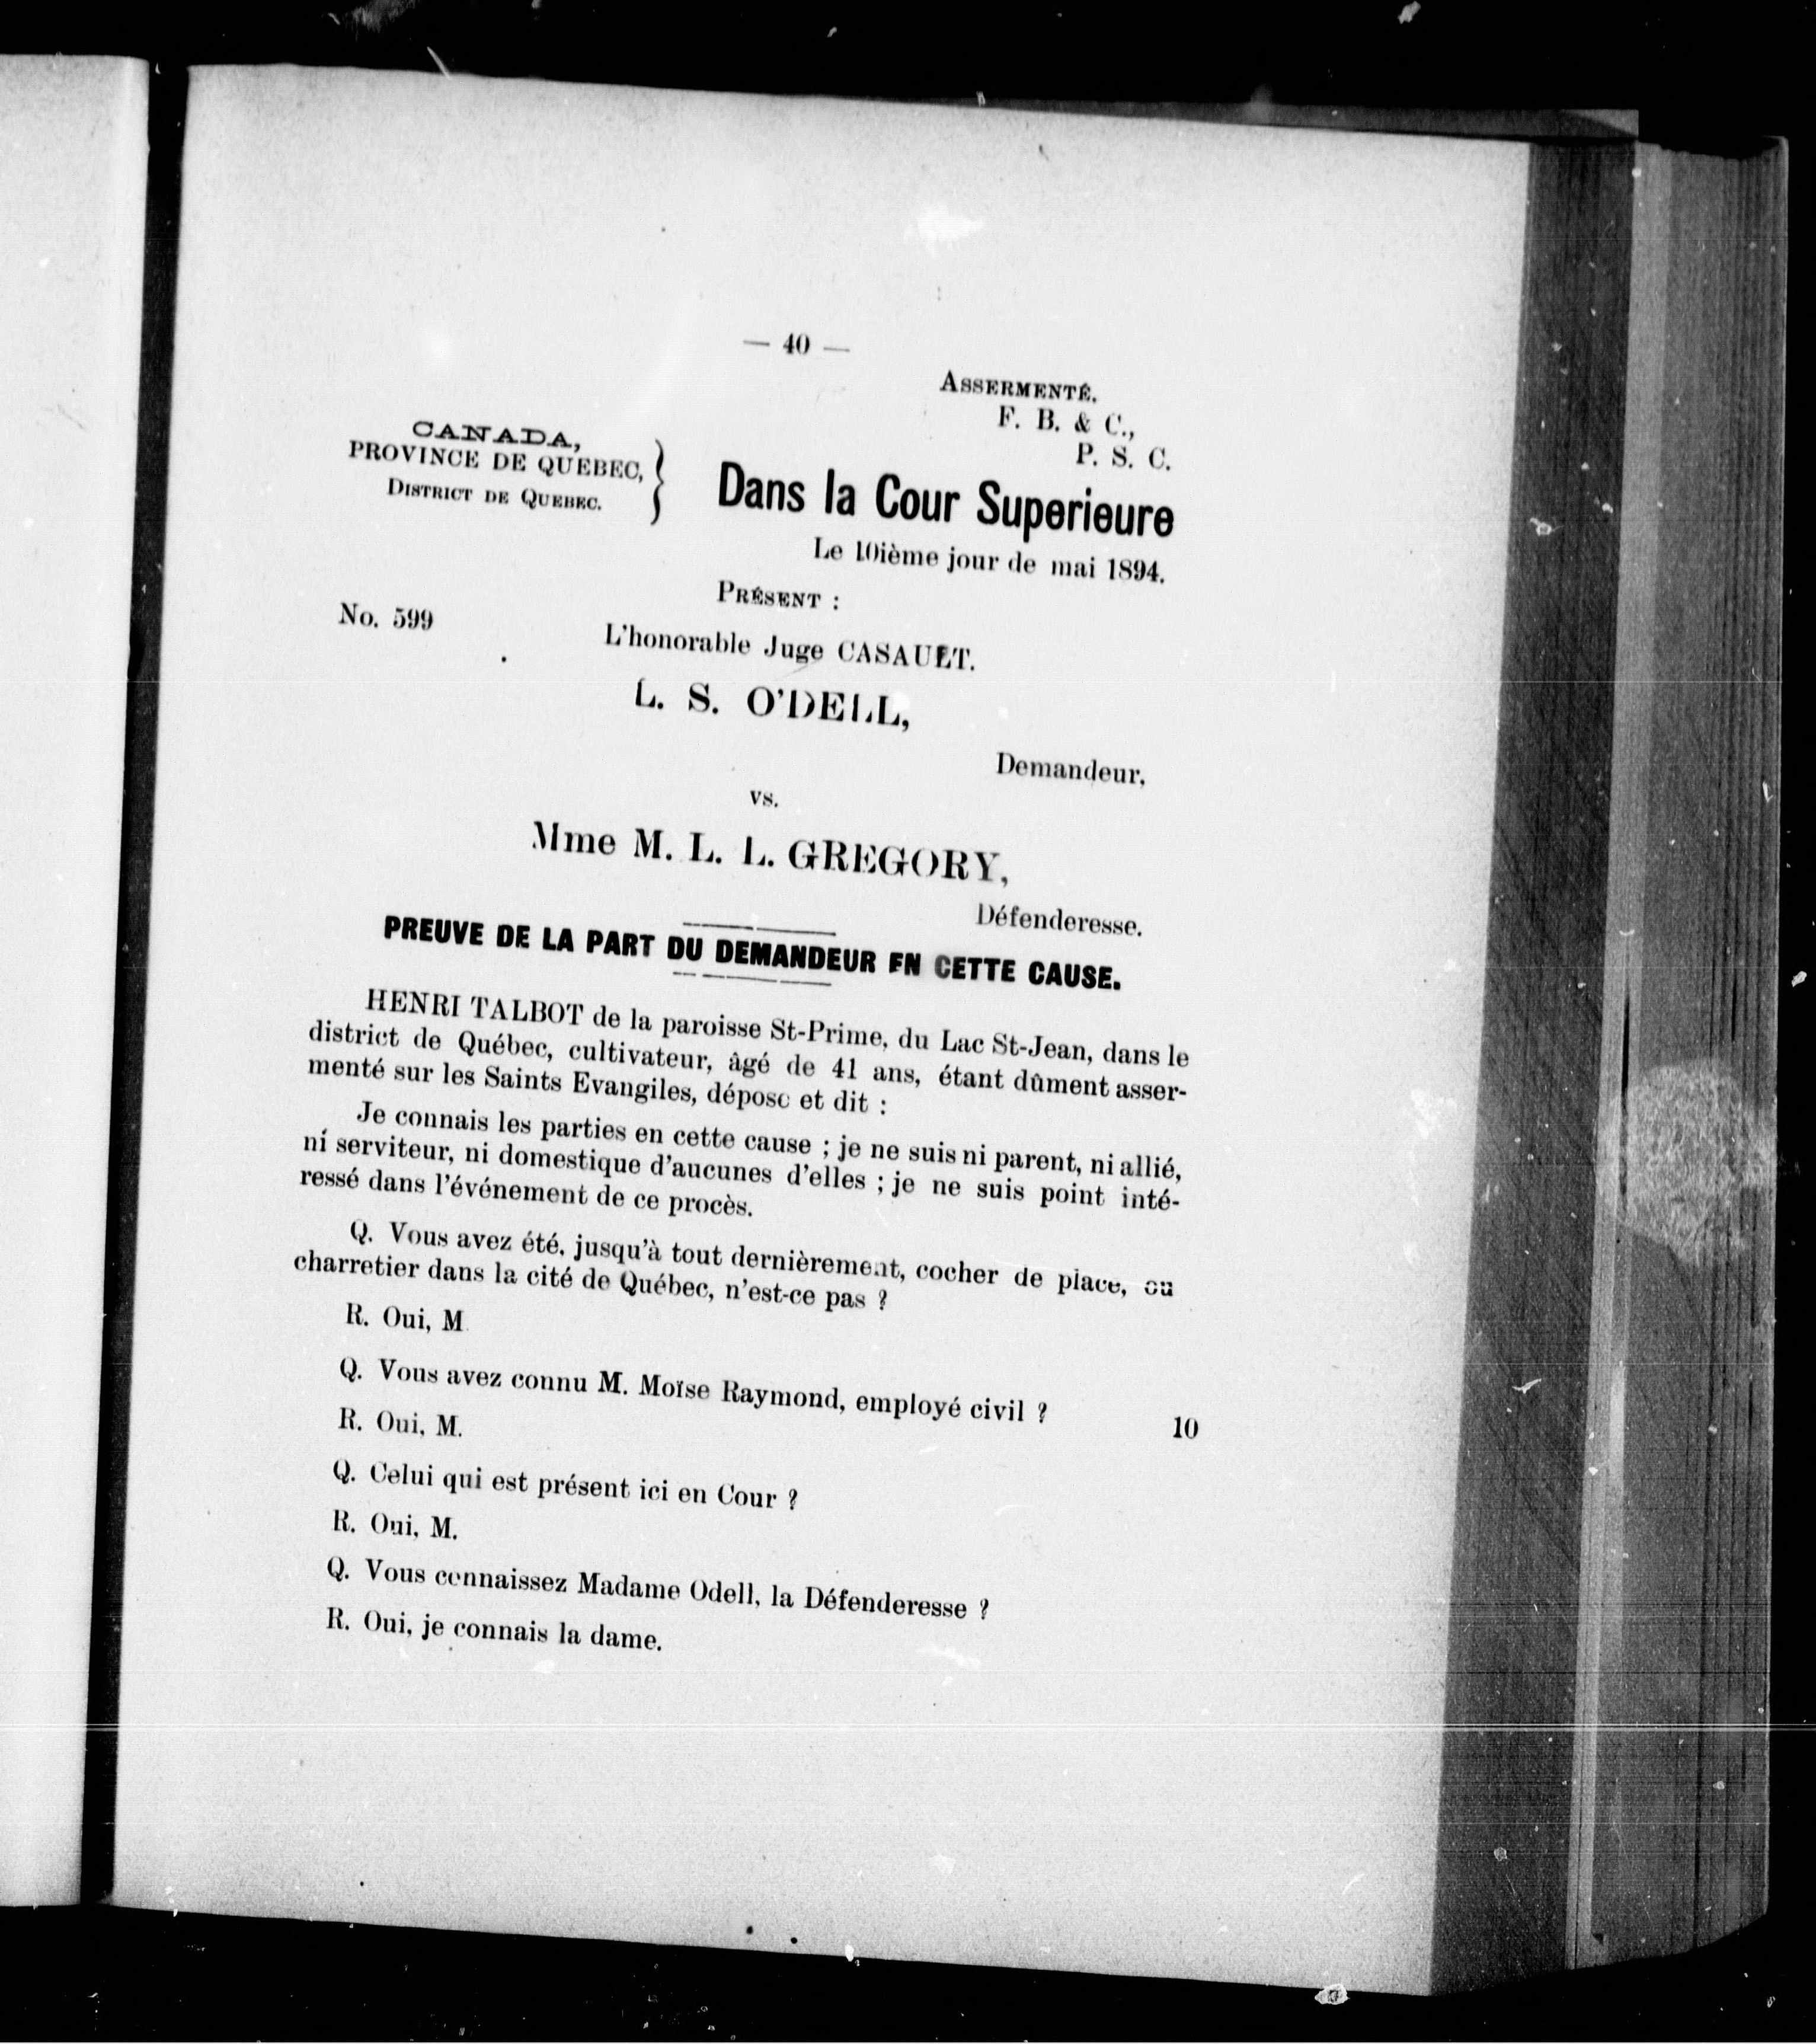 — 40 —
ASSERMENTÉ.
F. B. & C.,
P. S. C.
CANADA,
PROVINCE DE QUEBEC,
DISTRICT DE QUEBEC.
Dans la Cour Superieure
Le 10ième jour de mai 1894.
PRÉSENT :
No. 599
L'honorable Juge CASAULT.
L. S. O'DELL,
Demandeur,
vs.
Mme M. L. L. GREGORY,
Défenderesse.
PREUVE DE LA PART DU DEMANDEUR EN CETTE CAUSE.
HENRI TALBOT de la paroisse St-Prime, du Lac St-Jean, dans le
district de Québec, cultivateur, âgé de 41 ans, étant dûment asser-
menté sur les Saints Evangiles, dépose et dit :
Je connais les parties en cette cause ; je ne suis ni parent, ni allié,
ni serviteur, ni domestique d'aucunes d'elles ; je ne suis point inté-
ressé dans l'événement de ce procès.
Q. Vous avez été, jusqu'à tout dernièrement, cocher de place, ou
charretier dans la cité de Québec, n'est-ce pas ?
R. Oui, M
Q. Vous avez connu M. Moïse Raymond, employé civil ?
10
R. Oui, M.
Q. Celui qui est présent ici en Cour ?
R. Oui, M.
Q. Vous connaissez Madame Odell, la Défenderesse ?
R. Oui, je connais la dame.